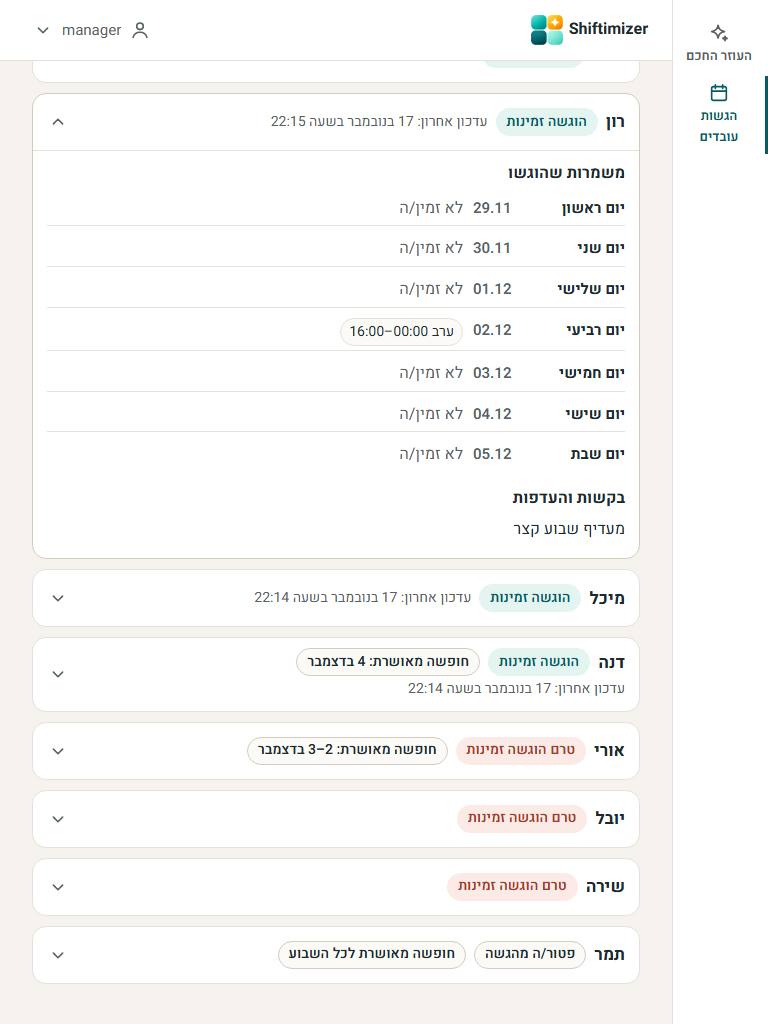 Shiftimizer
manager
העוזר החכם
הגשות
עובדים
רון הוגשה זמינות עדכון אחרון: 17 בנובמבר בשעה 22:15
משמרות שהוגשו
יום ראשון 29.11 לא זמין/ה
יום שני 30.11 לא זמין/ה
יום שלישי 01.12 לא זמין/ה
יום רביעי 02.12 ערב 16:00–00:00
יום חמישי 03.12 לא זמין/ה
יום שישי 04.12 לא זמין/ה
יום שבת 05.12 לא זמין/ה
בקשות והעדפות
מעדיף שבוע קצר
מיכל הוגשה זמינות עדכון אחרון: 17 בנובמבר בשעה 22:14
דנה הוגשה זמינות חופשה מאושרת: 4 בדצמבר
עדכון אחרון: 17 בנובמבר בשעה 22:14
אורי טרם הוגשה זמינות חופשה מאושרת: 2–3 בדצמבר
יובל טרם הוגשה זמינות
שירה טרם הוגשה זמינות
תמר פטור/ה מהגשה חופשה מאושרת לכל השבוע